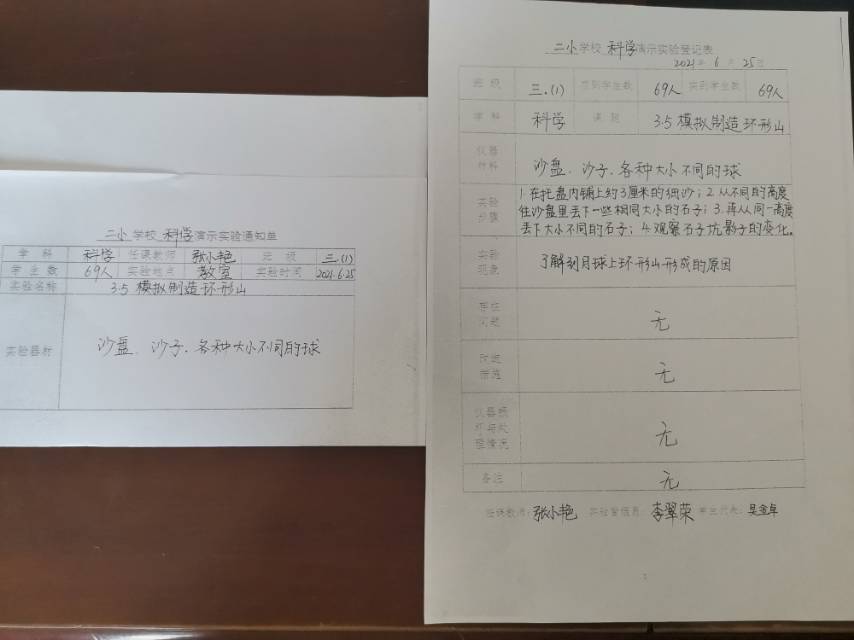 二小学校 科学演示实验通知单
学科 科学 任课教师 张小艳 班级 三.(1)
学生数 69人 实验地点 教室 实验时间 2021.6.25
实验名称 3.5 模拟制造环形山
实验器材 沙盘、沙子、各种大小不同的球
二小学校 科学演示实验登记表
2021年6月25日
班级 三.(1) 应到学生数 69人 实到学生数 69人
学科 科学 课题 3.5 模拟制造环形山
仪器材料 沙盘、沙子、各种大小不同的球
实验步骤 1.在托盘内铺上约3厘米的细沙；2.从不同的高度
往沙盘里丢下一些相同大小的石子；3.再从同一高度
丢下大小不同的石子；4.观察石子坑影子的变化。
实验现象 了解到月球上环形山形成的原因
存在问题 无
改进措施 无
仪器损坏与处理情况 无
备注 无
任课教师：张小艳 实验管理员：李翠荣 学生代表：吴金卓